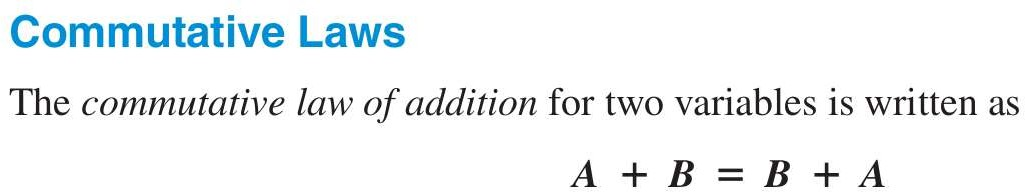 Commutative Laws
The commutative law of addition for two variables is written as
A + B = B + A